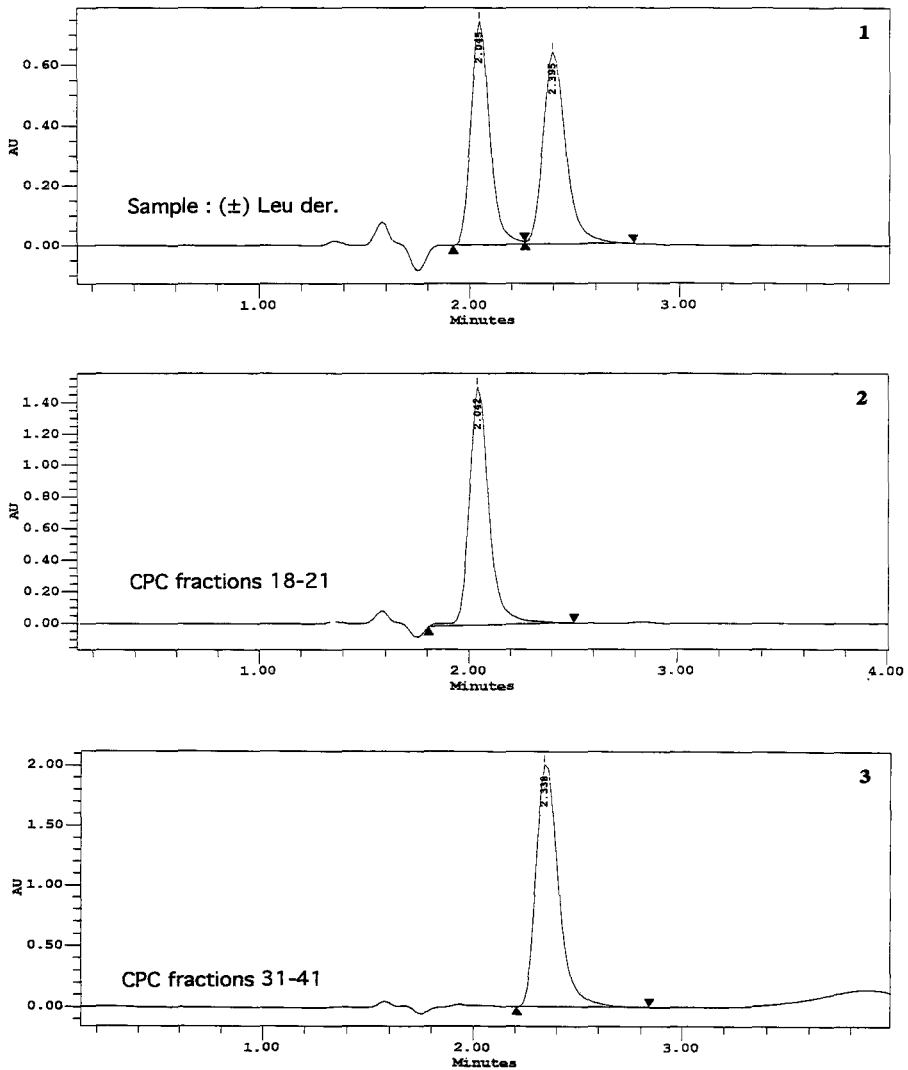 1
0.60
2.045
2.395
0.40
AU
0.20
Sample : (±) Leu der.
0.00
1.00 2.00 3.00
Minutes
2
1.40
2.042
1.20
1.00
0.80
AU
0.60
0.40
CPC fractions 18-21
0.20
0.00
1.00 2.00 3.00 4.00
Minutes
3
2.00
2.338
1.50
AU
1.00
0.50
CPC fractions 31-41
0.00
1.00 2.00 3.00
Minutes